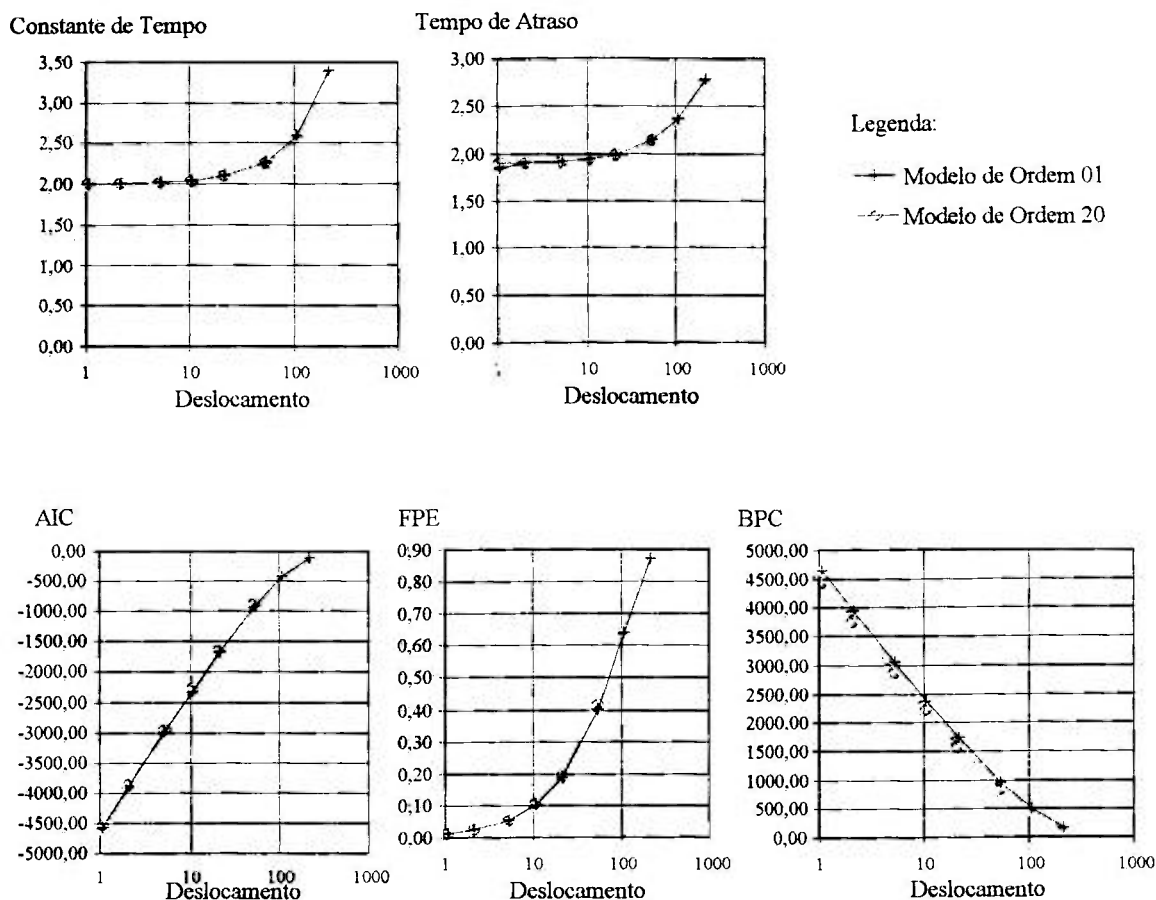 Constante de Tempo
3,50
3,00
2,50
2,00
1,50
1,00
0,50
0,00
1 10 100 1000
Deslocamento
Tempo de Atraso
3,00
2,50
2,00
1,50
1,00
0,50
0,00
1 10 100 1000
Deslocamento
Legenda:
Modelo de Ordem 01
Modelo de Ordem 20
AIC
0,00
-500,00
-1000,00
-1500,00
-2000,00
-2500,00
-3000,00
-3500,00
-4000,00
-4500,00
-5000,00
1 10 100 1000
Deslocamento
FPE
0,90
0,80
0,70
0,60
0,50
0,40
0,30
0,20
0,10
0.00
1 10 100 1000
Deslocamento
BPC
5000,00
4500,00
4000,00
3500,00
3000,00
2500,00
2000,00
1500,00
1000,00
500,00
0,00
1 10 100 1000
Deslocamento